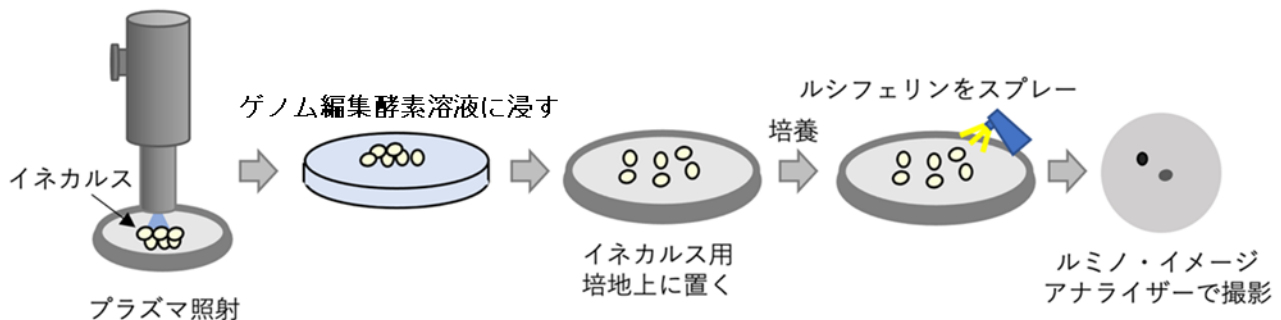 イネカルス
プラズマ照射
ゲノム編集酵素溶液に浸す
イネカルス用
培地上に置く
培養
ルシフェリンをスプレー
ルミノ・イメージ
アナライザーで撮影